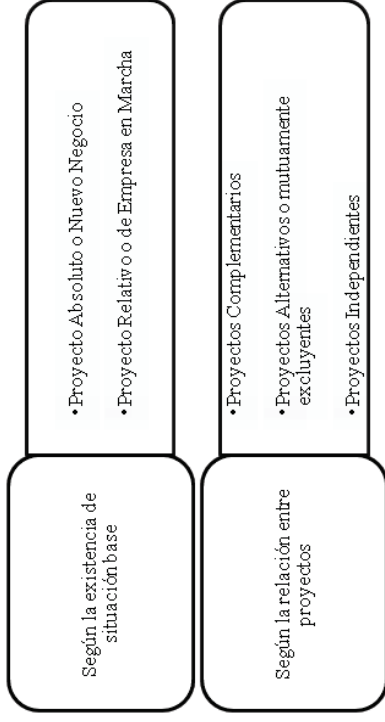 Según la existencia de
situación base
• Proyecto Absoluto o Nuevo Negocio
• Proyecto Relativo o de Empresa en Marcha
Según la relación entre
proyectos
• Proyectos Complementarios
• Proyectos Alternativos o mutuamente
excluyentes
• Proyectos Independientes